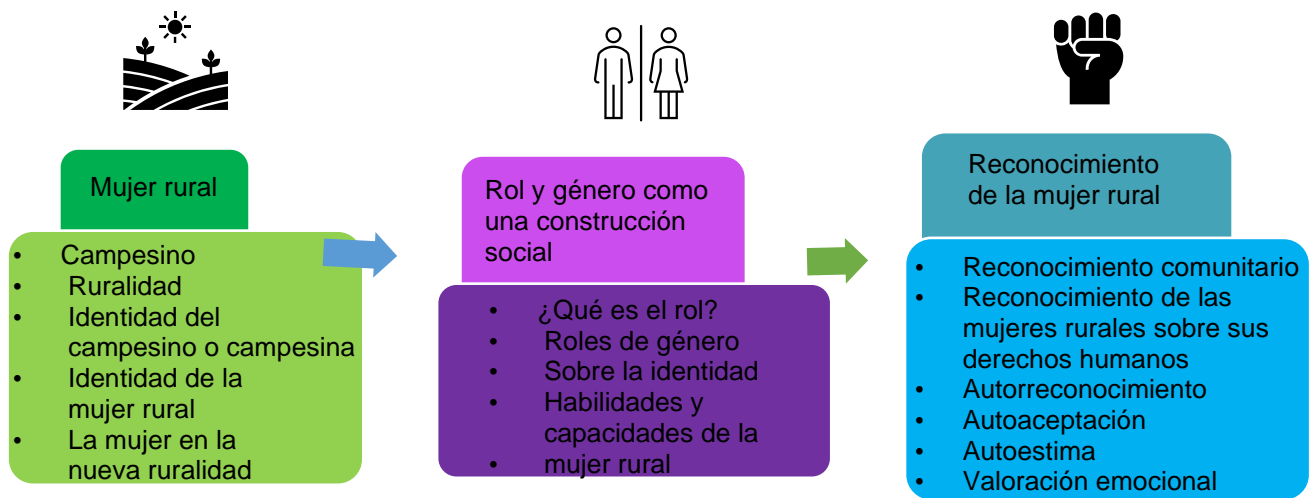 Mujer rural
• Campesino
• Ruralidad
• Identidad del
campesino o campesina
• Identidad de la
mujer rural
• La mujer en la
nueva ruralidad
Rol y género como
una construcción
social
• ¿Qué es el rol?
• Roles de género
• Sobre la identidad
• Habilidades y
capacidades de la
• mujer rural
Reconocimiento
de la mujer rural
• Reconocimiento comunitario
• Reconocimiento de las
mujeres rurales sobre sus
derechos humanos
• Autorreconocimiento
• Autoaceptación
• Autoestima
• Valoración emocional